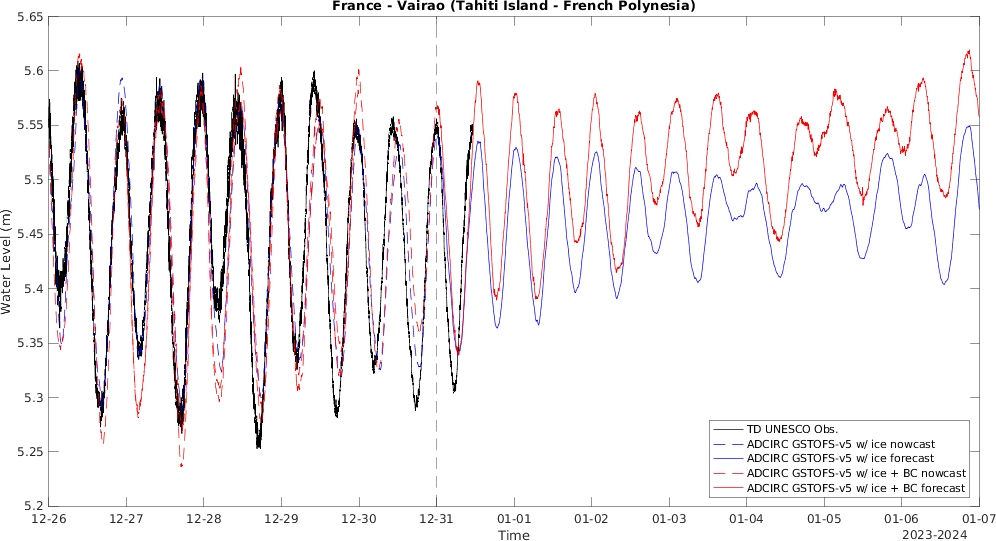 France - Vairao (Tahiti Island - French Polynesia)
5.65
5.6
5.55
5.5
5.45
5.4
5.35
5.3
5.25
5.2
Water Level (m)
TD UNESCO Obs.
ADCIRC GSTOFS-v5 w/ ice nowcast
ADCIRC GSTOFS-v5 w/ ice forecast
ADCIRC GSTOFS-v5 w/ ice + BC nowcast
ADCIRC GSTOFS-v5 w/ ice + BC forecast
12-26 12-27 12-28 12-29 12-30 12-31 01-01 01-02 01-03 01-04 01-05 01-06 01-07
Time
2023-2024